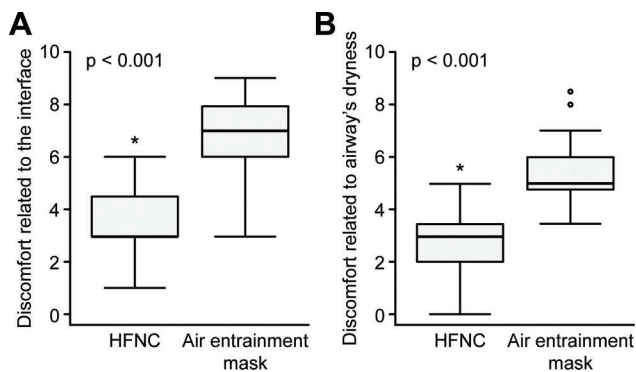 A
Discomfort related to the interface
10
8
6
4
2
0
p < 0.001
*
HFNC
Air entrainment
mask
B
Discomfort related to airway's dryness
10
8
6
4
2
0
p < 0.001
*
HFNC
Air entrainment
mask